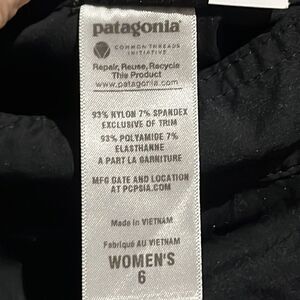 patagonia
COMMON THREADS
INITIATIVE
Repair, Reuse, Recycle
This Product
www.patagonia.com
93% NYLON 7% SPANDEX
EXCLUSIVE OF TRIM
93% POLYAMIDE 7%
ELASTHANNE
A PART LA GARNITURE
MFG DATE AND LOCATION
AT PCPSIA.COM
Made in VIETNAM
Fabriqué AU VIETNAM
WOMEN'S
6